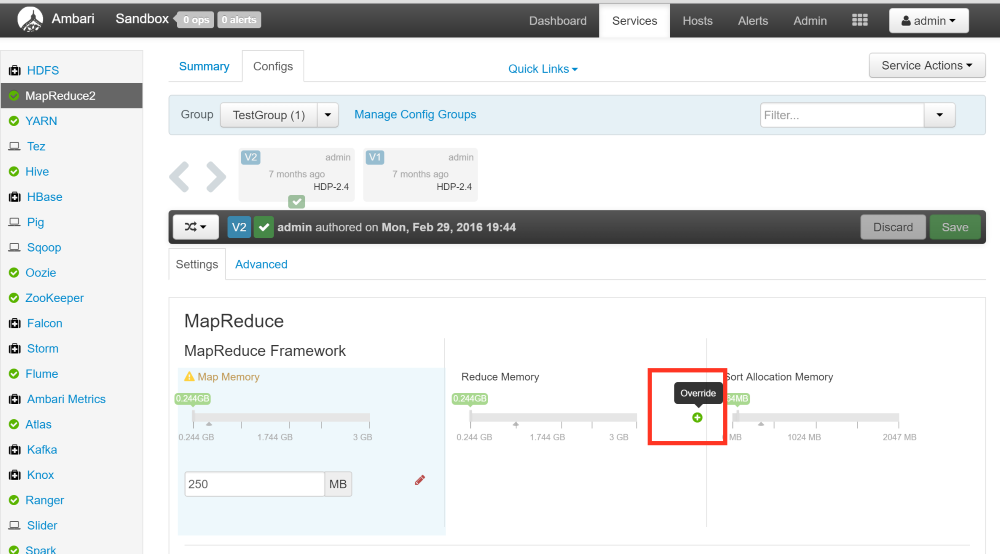 Ambari Sandbox 0 ops 0 alerts Dashboard Services Hosts Alerts Admin admin
HDFS
MapReduce2
YARN
Tez
Hive
HBase
Pig
Sqoop
Oozie
ZooKeeper
Falcon
Storm
Flume
Ambari Metrics
Atlas
Kafka
Knox
Ranger
Slider
Spark
Summary Configs Quick Links Service Actions
Group TestGroup (1) Manage Config Groups Filter...
V2 admin
7 months ago
HDP-2.4
V1 admin
7 months ago
HDP-2.4
V2 admin authored on Mon, Feb 29, 2016 19:44 Discard Save
Settings Advanced
MapReduce
MapReduce Framework
Map Memory
0.244GB
0.244 GB 1.744 GB 3 GB
250 MB
Reduce Memory
0.244GB
0.244 GB 1.744 GB 3 GB
Override
Sort Allocation Memory
64MB
MB 1024 MB 2047 MB